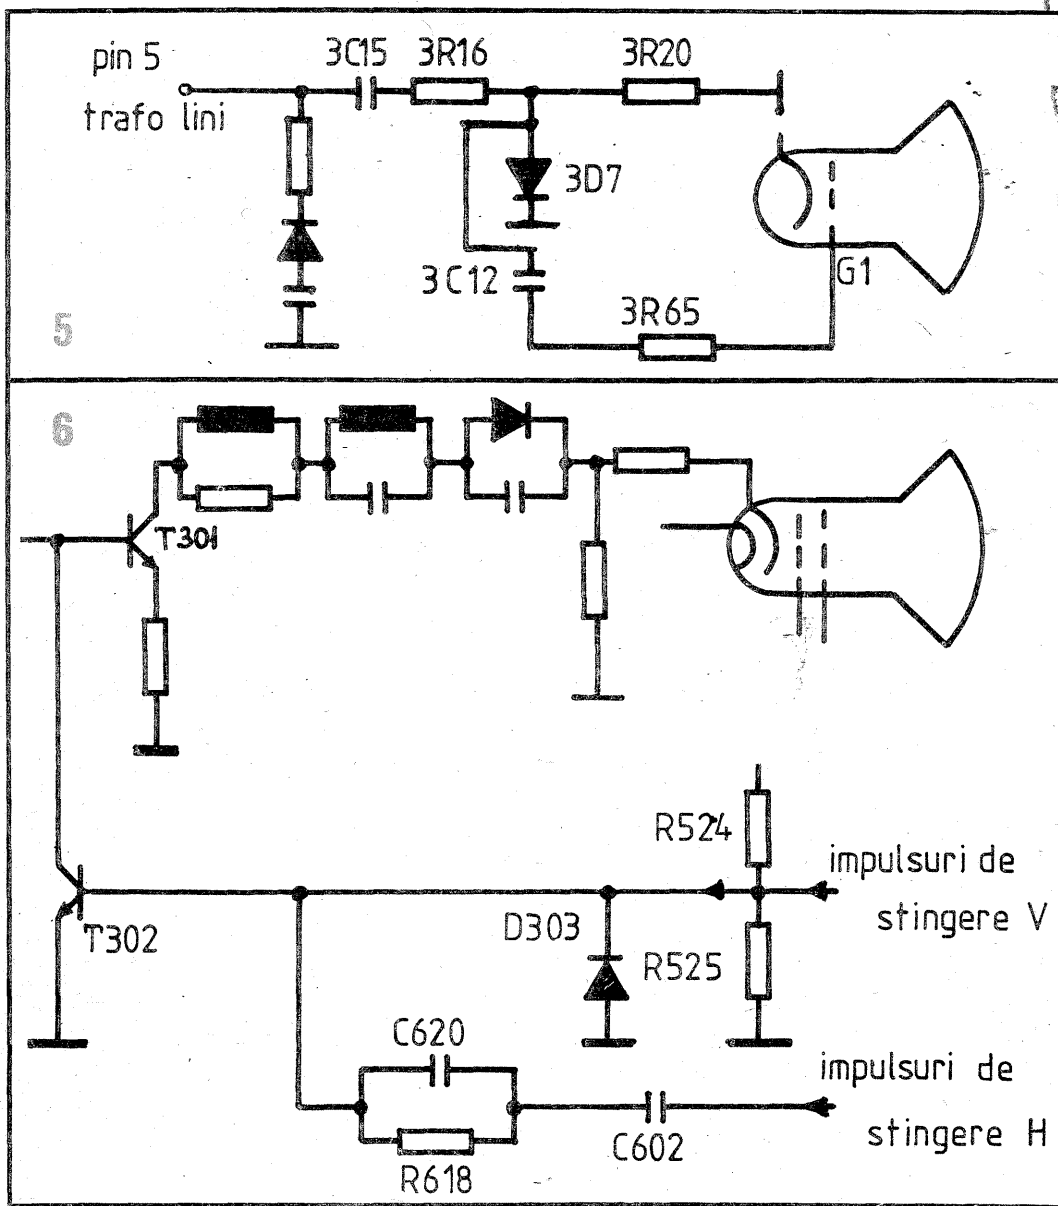 pin 5
trafo lini
3C15
3R16
3R20
3D7
3C12
3R65
G1
5
6
T301
R524
impulsuri de
stingere V
T302
D303
R525
C620
impulsuri de
stingere H
C602
R618